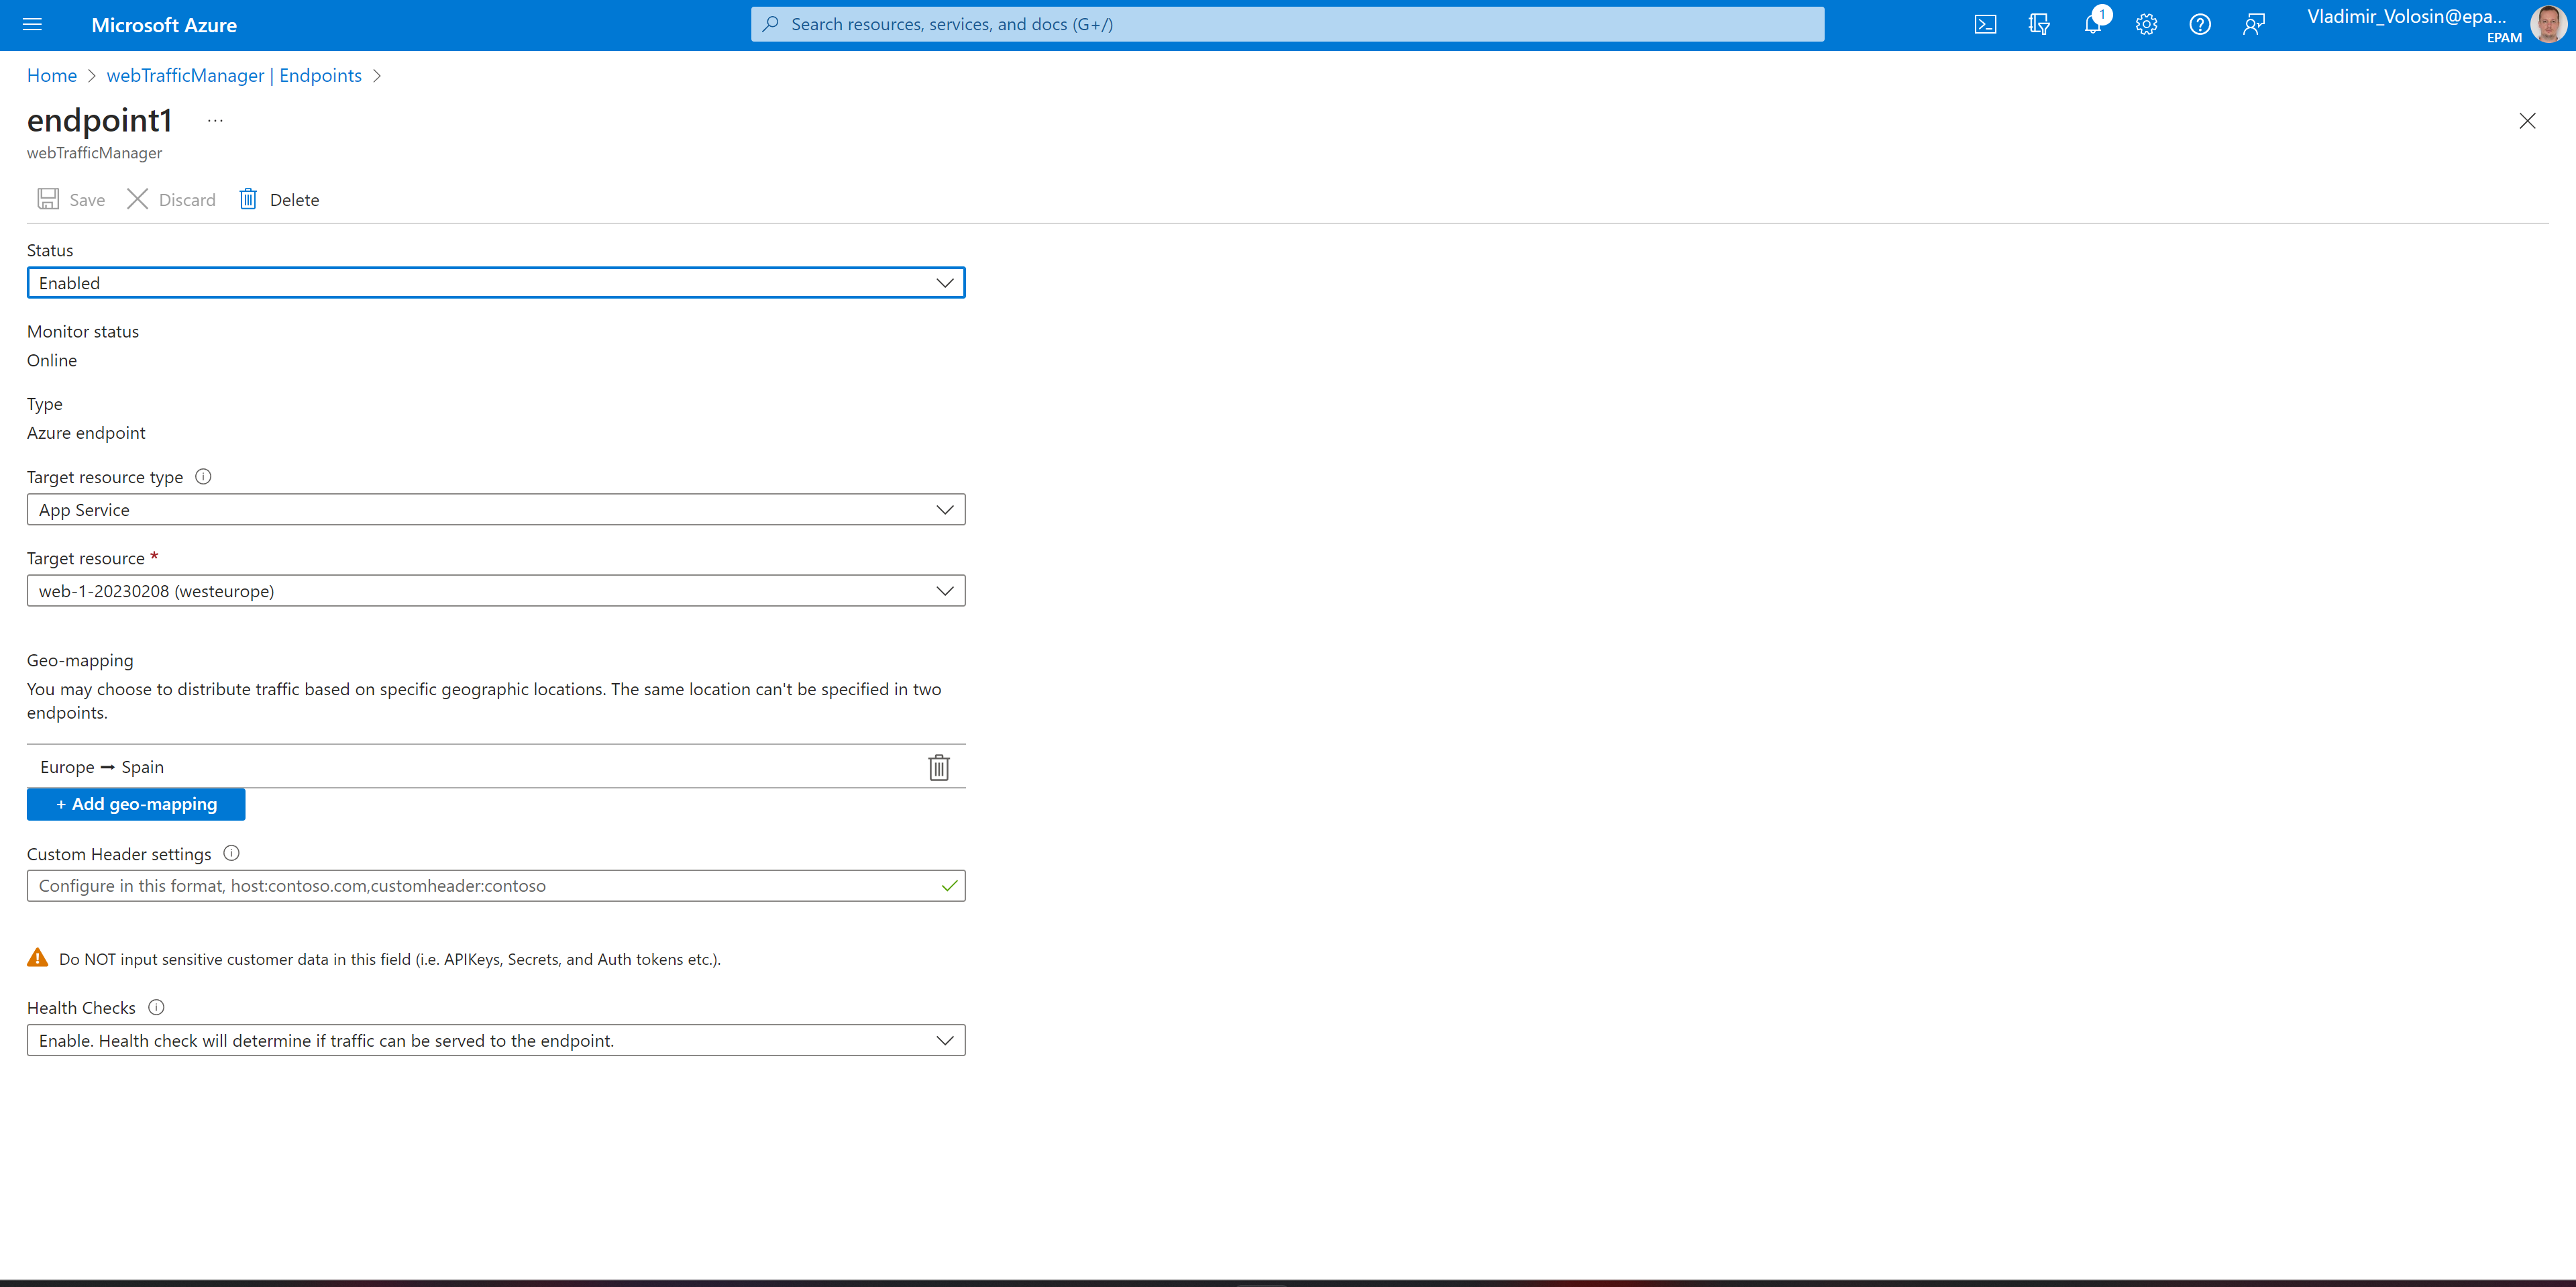 Microsoft Azure
Search resources, services, and docs (G+/)
1
Vladimir_Volosin@epa...
EPAM
Home > webTrafficManager | Endpoints >
endpoint1 ...
webTrafficManager
Save Discard Delete
Status
Enabled
Monitor status
Online
Type
Azure endpoint
Target resource type
App Service
Target resource *
web-1-20230208 (westeurope)
Geo-mapping
You may choose to distribute traffic based on specific geographic locations. The same location can't be specified in two
endpoints.
Europe ➞ Spain
+ Add geo-mapping
Custom Header settings
Configure in this format, host:contoso.com,customheader:contoso
Do NOT input sensitive customer data in this field (i.e. APIKeys, Secrets, and Auth tokens etc.).
Health Checks
Enable. Health check will determine if traffic can be served to the endpoint.